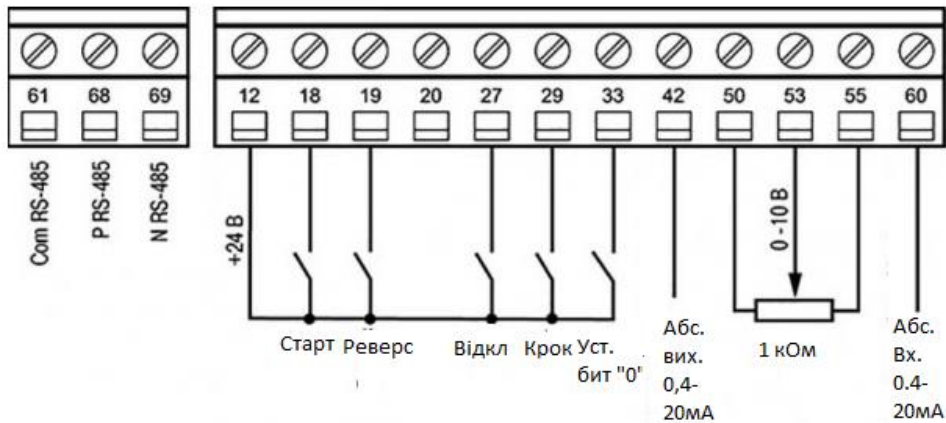 61 68 69 12 18 19 20 27 29 33 42 50 53 55 60
Com RS-485
P RS-485
N RS-485
+24 В
0 -10 В
Старт Реверс Відкл Крок Уст.
бит "0"
Абс.
вих.
0,4-
20мА
1 кОм
Абс.
Вх.
0.4-
20мА